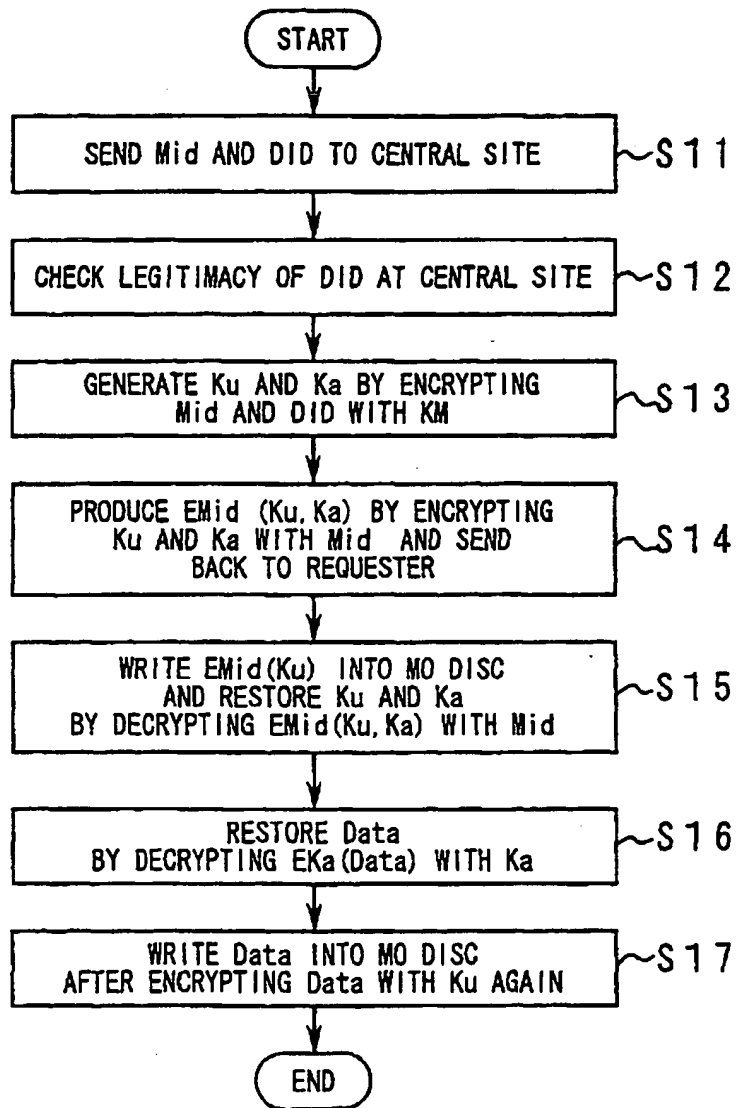 START
SEND Mid AND DID TO CENTRAL SITE
S11
CHECK LEGITIMACY OF DID AT CENTRAL SITE
S12
GENERATE Ku AND Ka BY ENCRYPTING
Mid AND DID WITH KM
S13
PRODUCE EMid (Ku,Ka) BY ENCRYPTING
Ku AND Ka WITH Mid AND SEND
BACK TO REQUESTER
S14
WRITE EMid(Ku) INTO MO DISC
AND RESTORE Ku AND Ka
BY DECRYPTING EMid(Ku,Ka) WITH Mid
S15
RESTORE Data
BY DECRYPTING EKa(Data) WITH Ka
S16
WRITE Data INTO MO DISC
AFTER ENCRYPTING Data WITH Ku AGAIN
S17
END